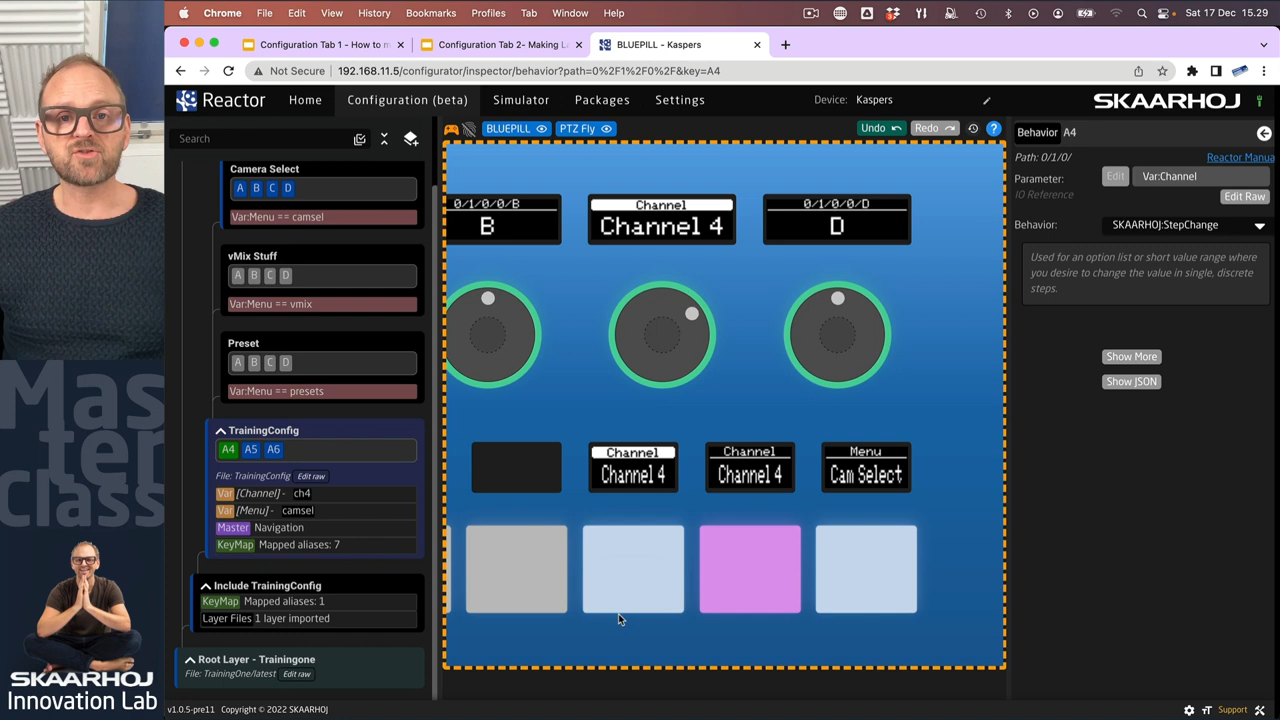 Chrome File Edit View History Bookmarks Profiles Tab Window Help Sat 17 Dec 15.29
Configuration Tab 1 - How to m
Configuration Tab 2- Making L
BLUEPILL - Kaspers
Not Secure 192.168.11.5/configurator/inspector/behavior?path=0%2F1%2F0%2F&key=A4
Reactor Home Configuration (beta) Simulator Packages Settings Device: Kaspers SKAARHOJ
Search
BLUEPILL PTZ Fly Undo Redo ?
Camera Select
A B C D
Var:Menu == camsel
vMix Stuff
A B C D
Var:Menu == vmix
Preset
A B C D
Var:Menu == presets
TrainingConfig
A4 A5 A6
File: TrainingConfig Edit raw
Var [Channel] - ch4
Var [Menu] - camsel
Master Navigation
KeyMap Mapped aliases: 7
Include TrainingConfig
KeyMap Mapped aliases: 1
Layer Files 1 layer imported
Root Layer - Trainingone
File: TrainingOne/latest Edit raw
0/1/0/0/B
B
Channel
Channel 4
0/1/0/0/D
D
Channel
Channel 4
Channel
Channel 4
Menu
Cam Select
Behavior A4
Path: 0/1/0/ Reactor Manua
Parameter: Edit Var:Channel
IO Reference Edit Raw
Behavior: SKAARHOJ:StepChange
Used for an option list or short value range where
you desire to change the value in single, discrete
steps.
Show More
Show JSON
Mas
ter
Class
SKAARHOJ
Innovation Lab
v1.0.5-pre11 Copyright © 2022 SKAARHOJ
Support